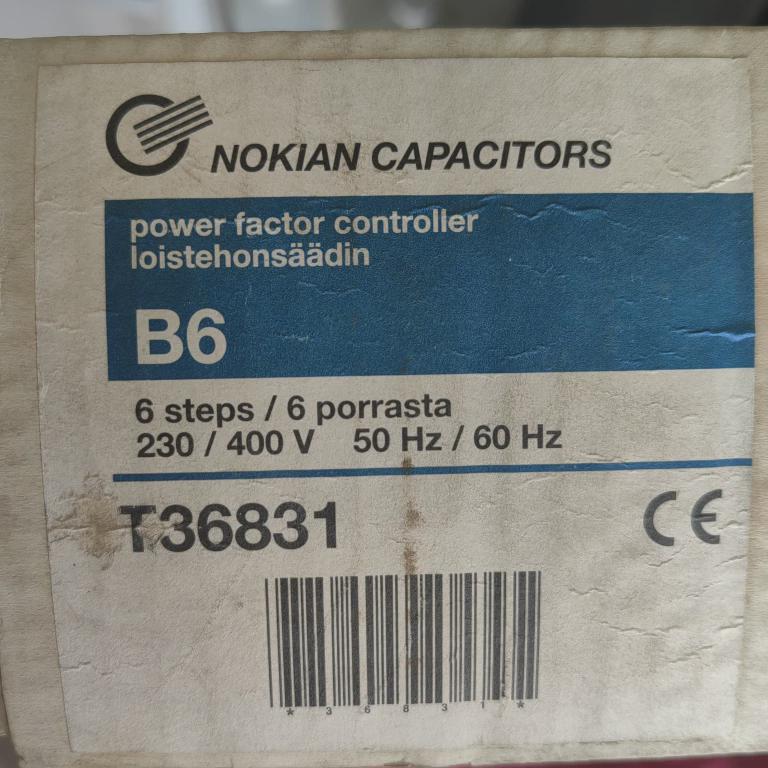 NOKIAN CAPACITORS
power factor controller
loistehonsäädin
B6
6 steps / 6 porrasta
230 / 400 V 50 Hz / 60 Hz
T36831 CE
*36831*